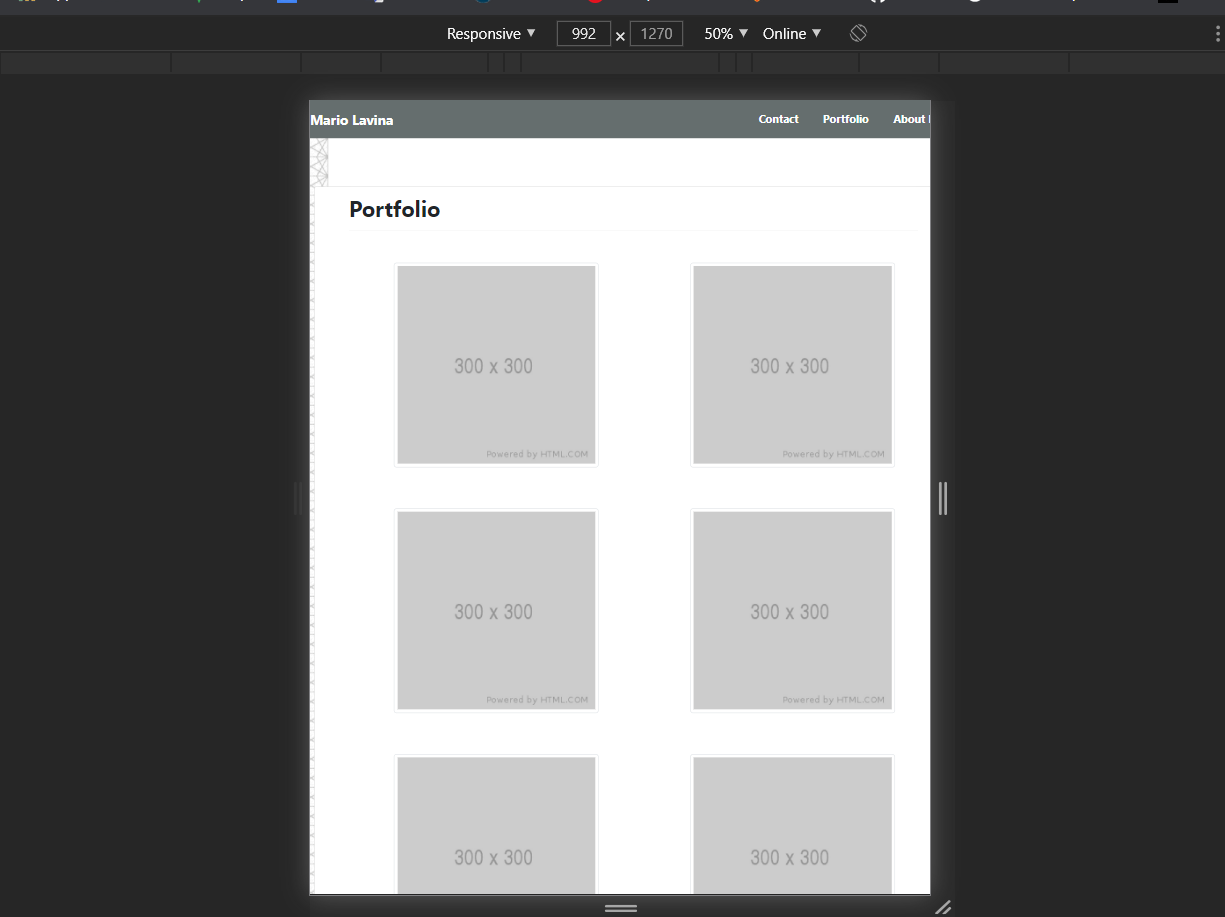 Responsive ▼ 992 × 1270 50% ▼ Online ▼
Mario Lavina Contact Portfolio About
Portfolio
300 x 300 300 x 300
Powered by HTML.COM Powered by HTML.COM
300 x 300 300 x 300
Powered by HTML.COM Powered by HTML.COM
300 x 300 300 x 300